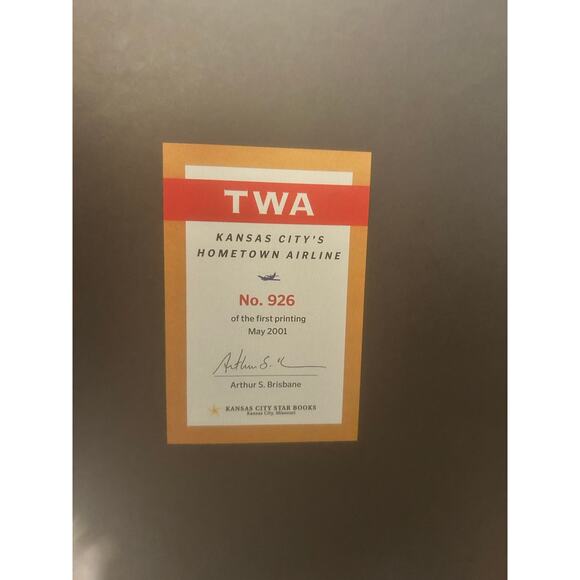 TWA
KANSAS CITY'S
HOMETOWN AIRLINE
No. 926
of the first printing
May 2001
Arthur S.
Arthur S. Brisbane
KANSAS CITY STAR BOOKS
Kansas City, Missouri